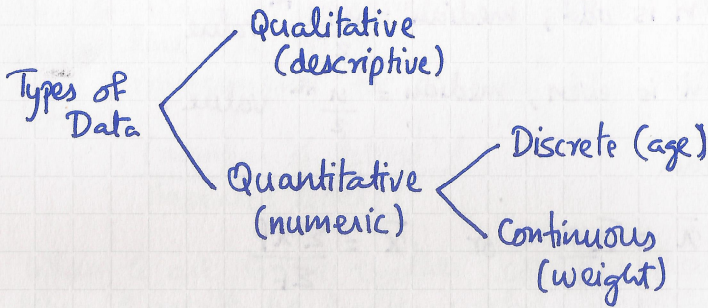 Qualitative
(descriptive)
Types of
Data
Discrete (age)
Quantitative
(numeric)
Continuous
(weight)